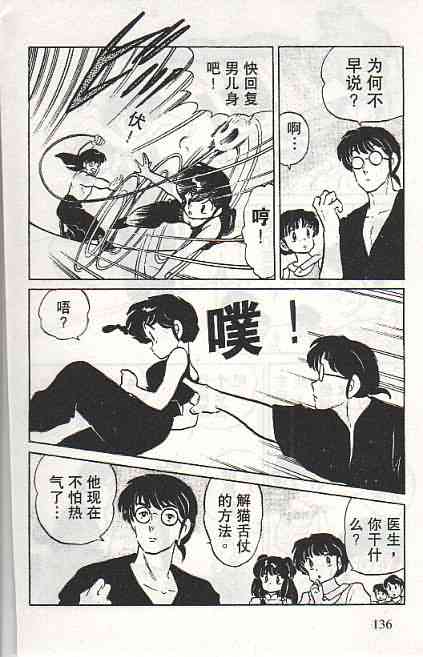 为何不
早说？
啊
…
快回复
男儿身
吧！
伏！
哼！
噗！
唔？
医生，
你干什
么？
解猫舌仗
的方法。
他现在
不怕热
气了…
136